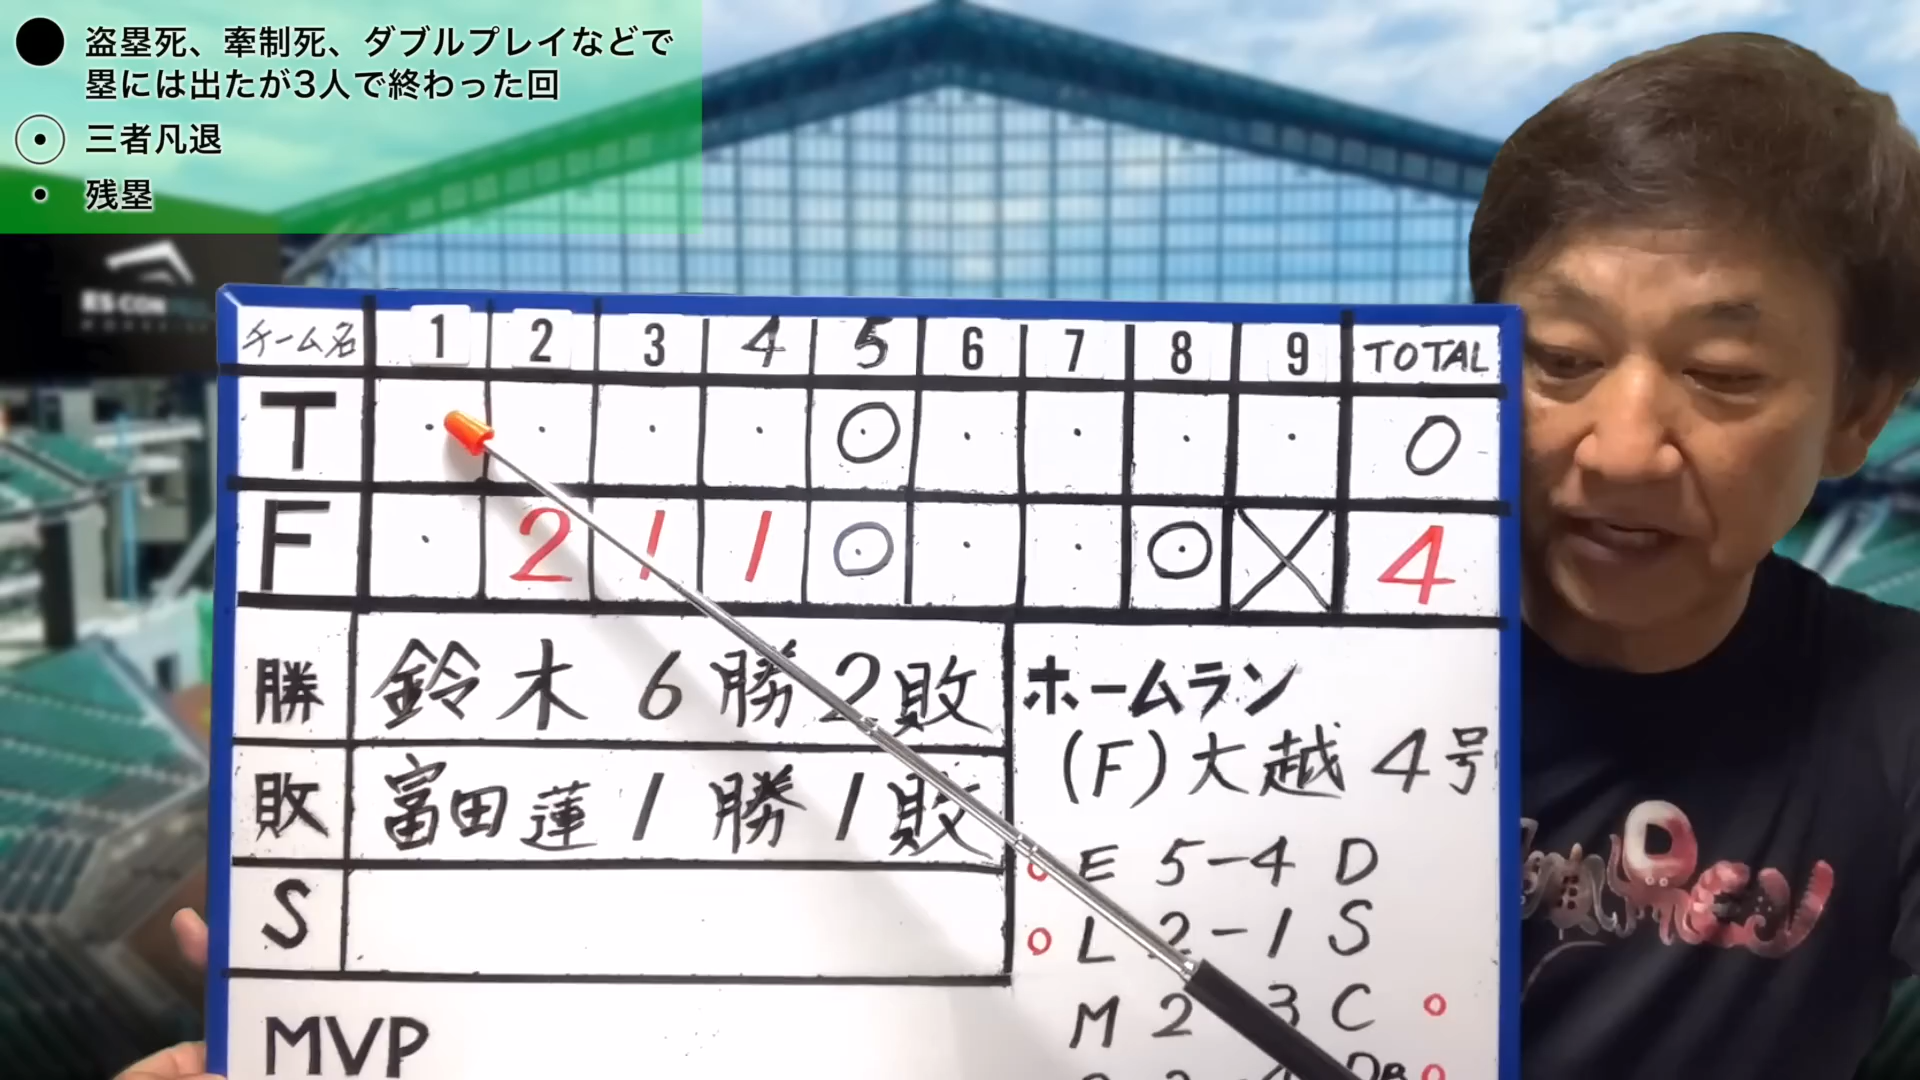 ● 盗塁死、牽制死、ダブルプレイなどで
塁には出たが3人で終わった回
三者凡退
・ 残塁
ES CON
チーム名 1 2 3 4 5 6 7 8 9 TOTAL
T ・ ・ ・ ・ ⊙ ・ ・ ・ ・ 0
F ・ 2 1 1 ⊙ ・ ・ ⊙ X 4
勝 鈴木 6勝2敗
敗 富田蓮 1勝1敗
S
MVP
ホームラン
(F)大越 4号
○ E 5-4 D
○ L 2-1 S
M 2-3 C ○